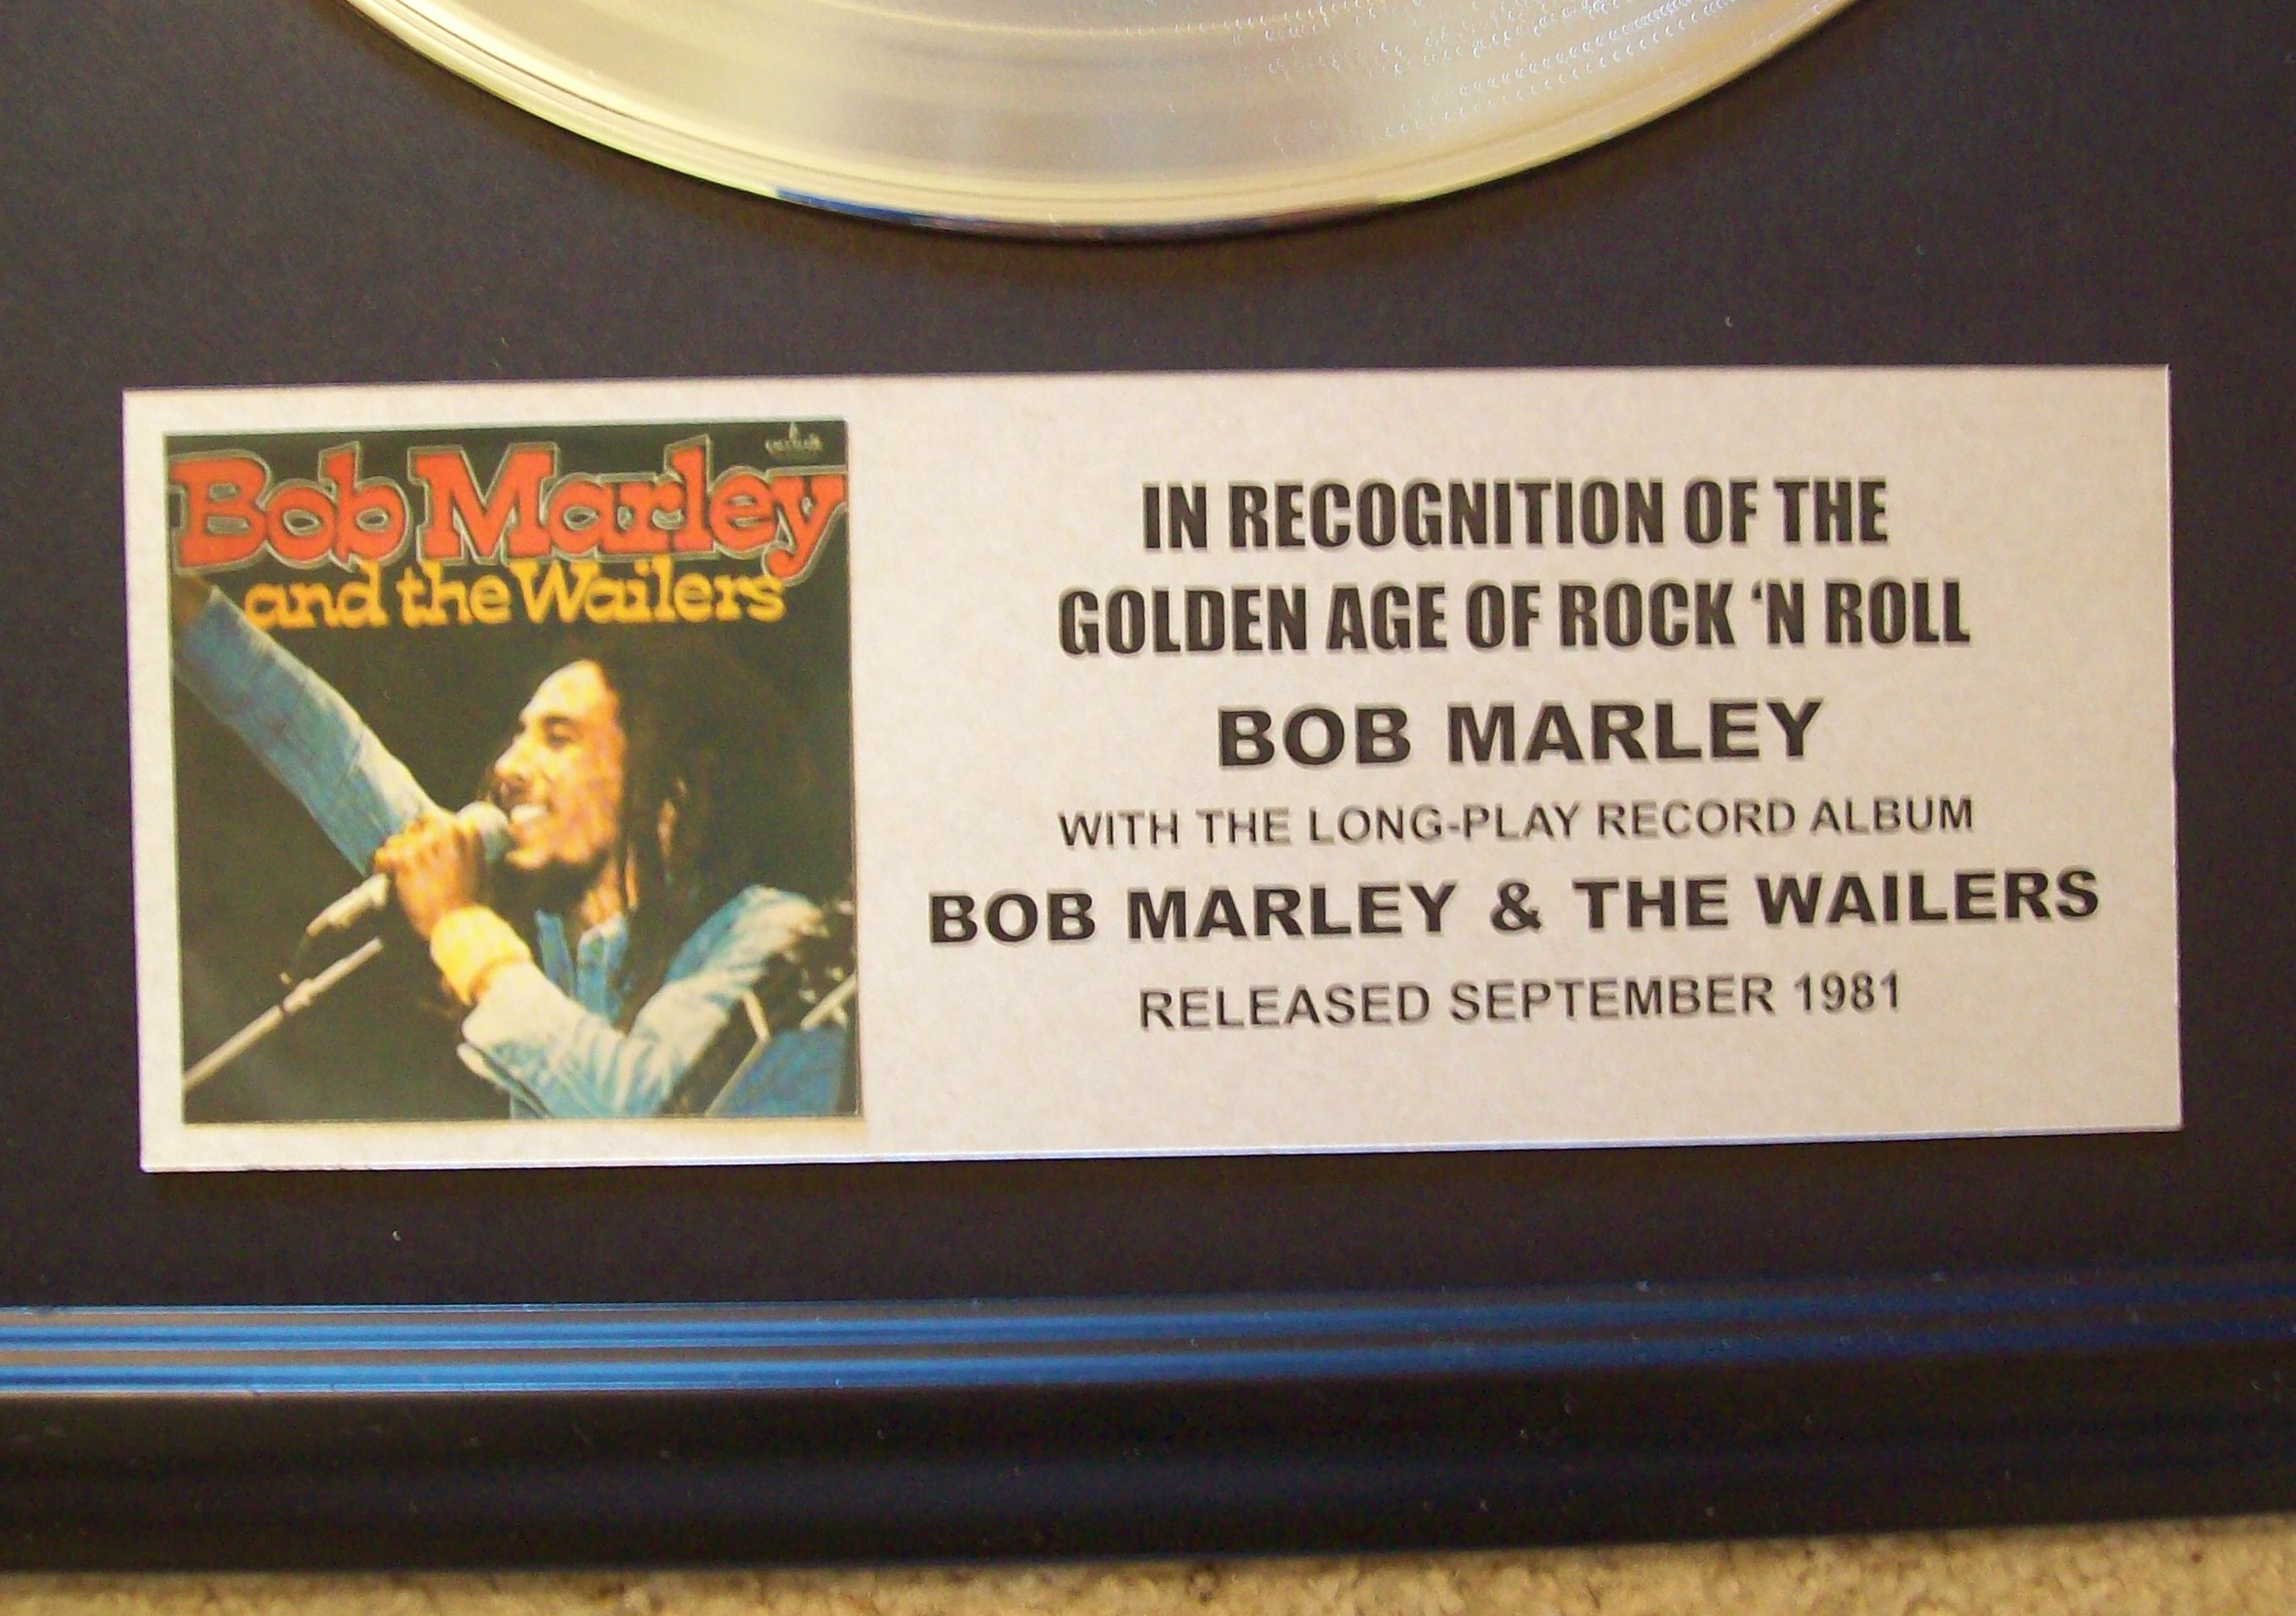 Bob Marley
and the Wailers
IN RECOGNITION OF THE
GOLDEN AGE OF ROCK ‘N ROLL
BOB MARLEY
WITH THE LONG-PLAY RECORD ALBUM
BOB MARLEY & THE WAILERS
RELEASED SEPTEMBER 1981